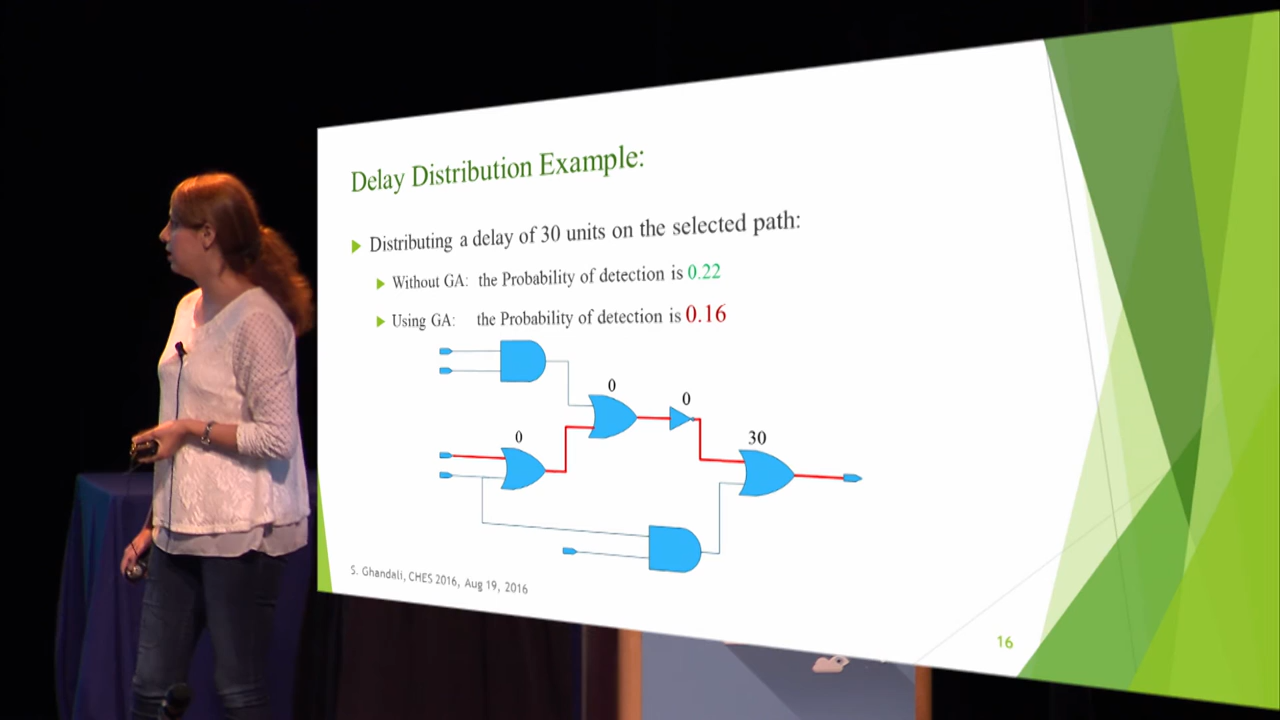 Delay Distribution Example:
Distributing a delay of 30 units on the selected path:
Without GA: the Probability of detection is 0.22
Using GA: the Probability of detection is 0.16
0
0
0
30
S. Ghandali, CHES 2016, Aug 19, 2016
16